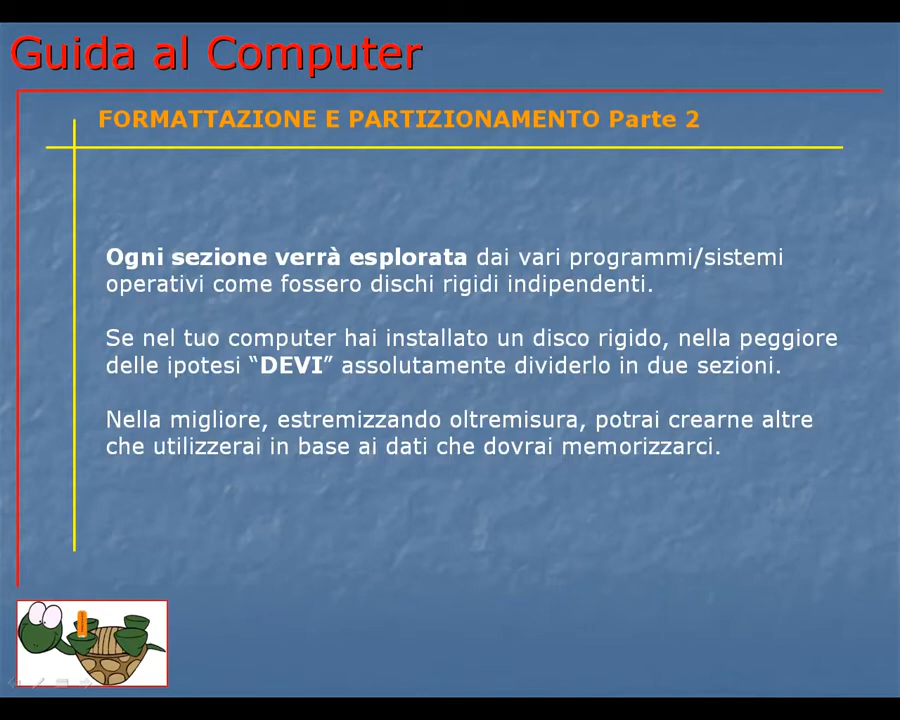 Guida al Computer
FORMATTAZIONE E PARTIZIONAMENTO Parte 2
Ogni sezione verrà esplorata dai vari programmi/sistemi
operativi come fossero dischi rigidi indipendenti.
Se nel tuo computer hai installato un disco rigido, nella peggiore
delle ipotesi “DEVI” assolutamente dividerlo in due sezioni.
Nella migliore, estremizzando oltremisura, potrai crearne altre
che utilizzerai in base ai dati che dovrai memorizzarci.